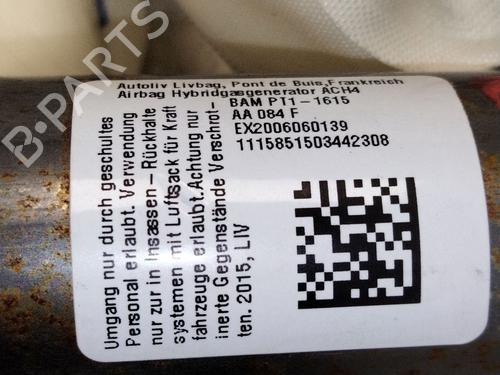 Autoliv Livbag, Pont de Buis, Frankreich
Airbag Hybridgasgenerator ACH4
BAM PT1-1615
AA 084 F
EX2006060139
1115851503442308
Umgang nur durch geschultes
Personal erlaubt. Verwendung
nur zur in Insassen-Rückhalte
systemen mit Luftsack für Kraft
fahrzeuge erlaubt.Achtung nur
inerte Gegenstände Verschrot-
ten. 2015, LIV
B-PARTS